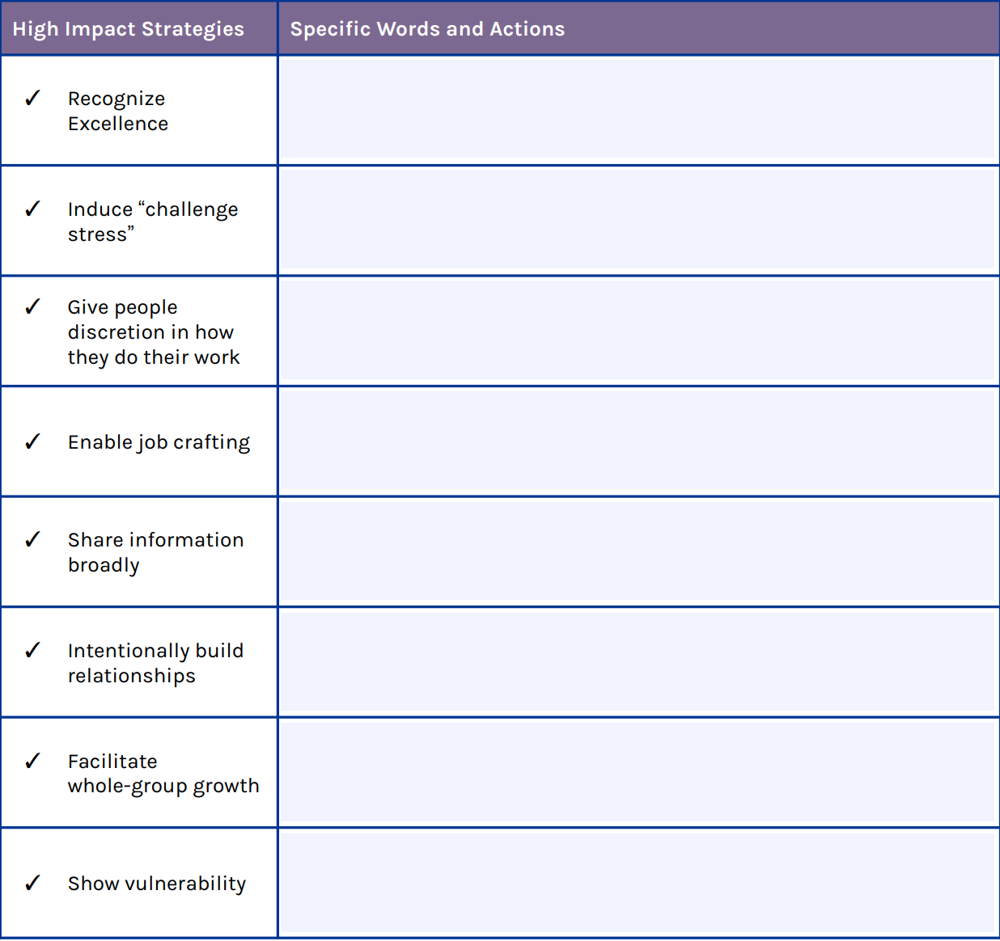 High Impact Strategies
Specific Words and Actions
✓ Recognize
Excellence
✓ Induce “challenge
stress”
✓ Give people
discretion in how
they do their work
✓ Enable job crafting
✓ Share information
broadly
✓ Intentionally build
relationships
✓ Facilitate
whole-group growth
✓ Show vulnerability